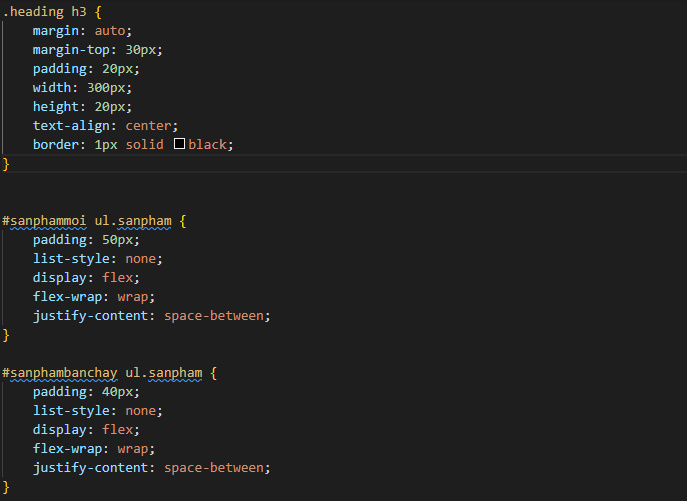 .heading h3 {
    margin: auto;
    margin-top: 30px;
    padding: 20px;
    width: 300px;
    height: 20px;
    text-align: center;
    border: 1px solid black;
}
#sanphammoi ul.sanpham {
    padding: 50px;
    list-style: none;
    display: flex;
    flex-wrap: wrap;
    justify-content: space-between;
}
#sanphambanchay ul.sanpham {
    padding: 40px;
    list-style: none;
    display: flex;
    flex-wrap: wrap;
    justify-content: space-between;
}